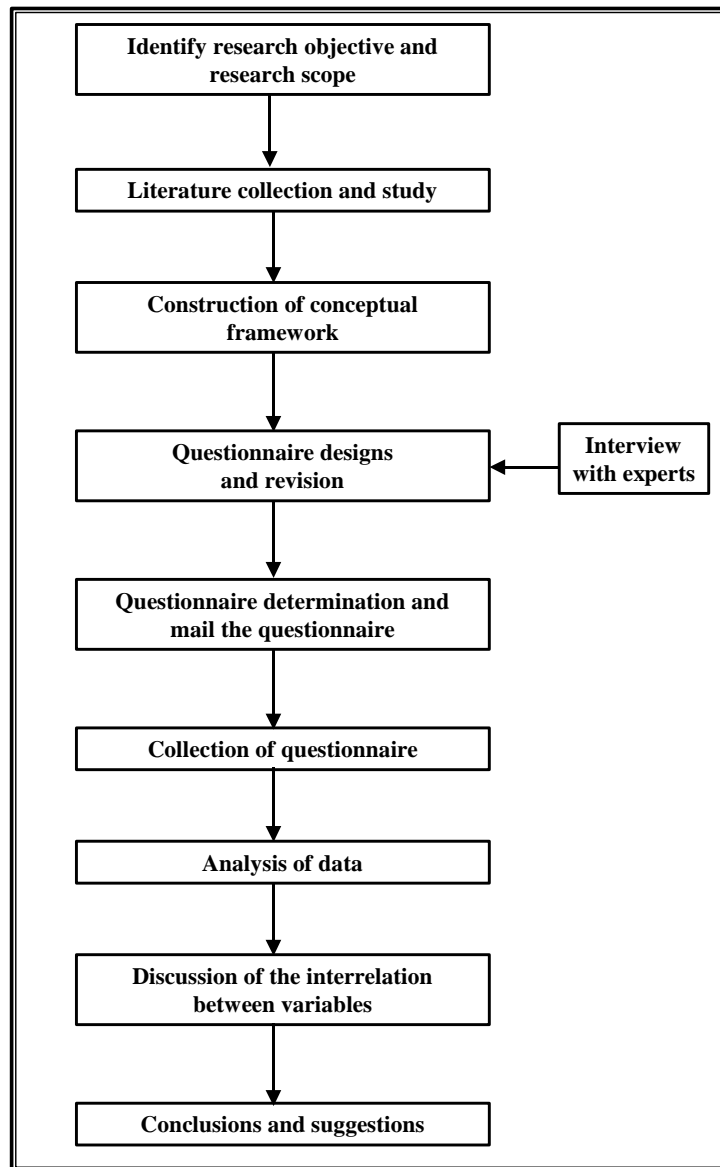 Identify research objective and
research scope
Literature collection and study
Construction of conceptual
framework
Questionnaire designs
and revision
Interview
with experts
Questionnaire determination and
mail the questionnaire
Collection of questionnaire
Analysis of data
Discussion of the interrelation
between variables
Conclusions and suggestions